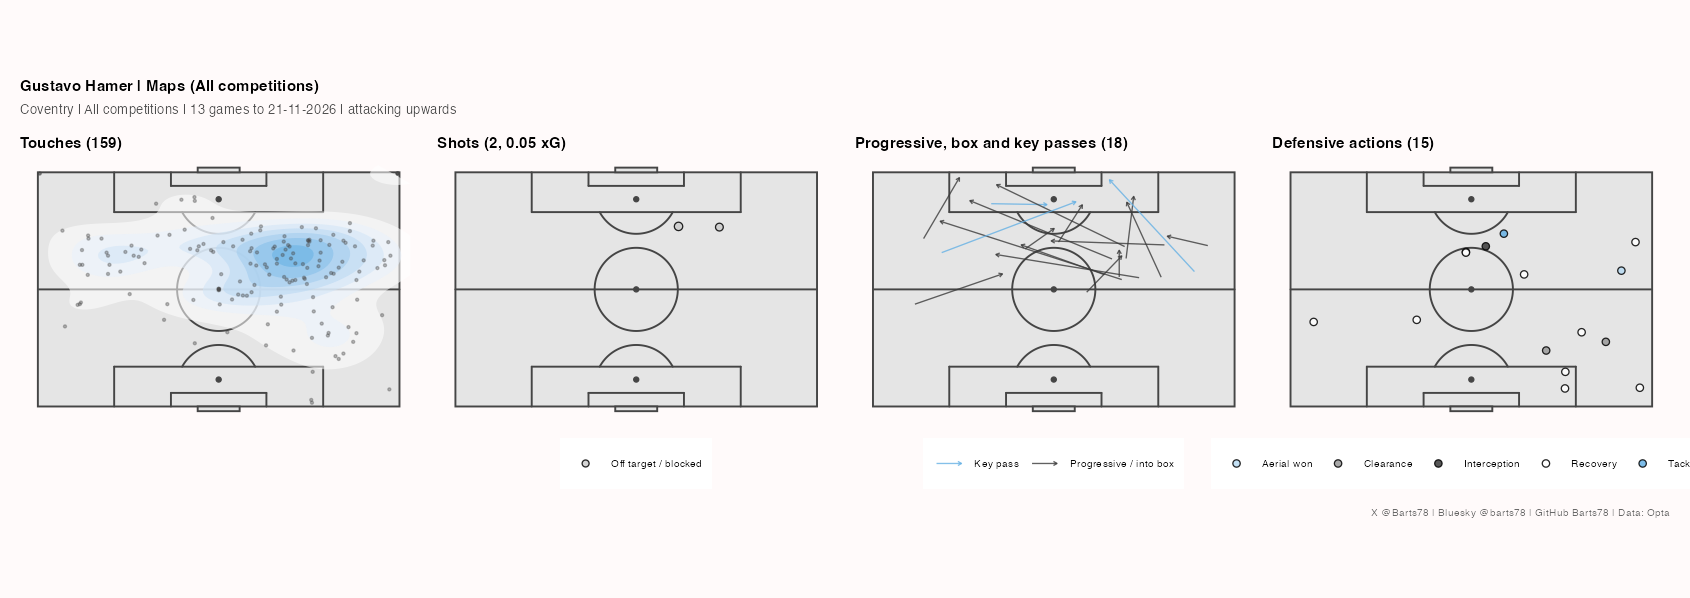 Gustavo Hamer | Maps (All competitions)
Coventry | All competitions | 13 games to 21-11-2026 | attacking upwards
Touches (159)
Shots (2, 0.05 xG)
Progressive, box and key passes (18)
Defensive actions (15)
Off target / blocked
Key pass
Progressive / into box
Aerial won
Clearance
Interception
Recovery
Tack
X @Barts78 | Bluesky @barts78 | GitHub Barts78 | Data: Opta